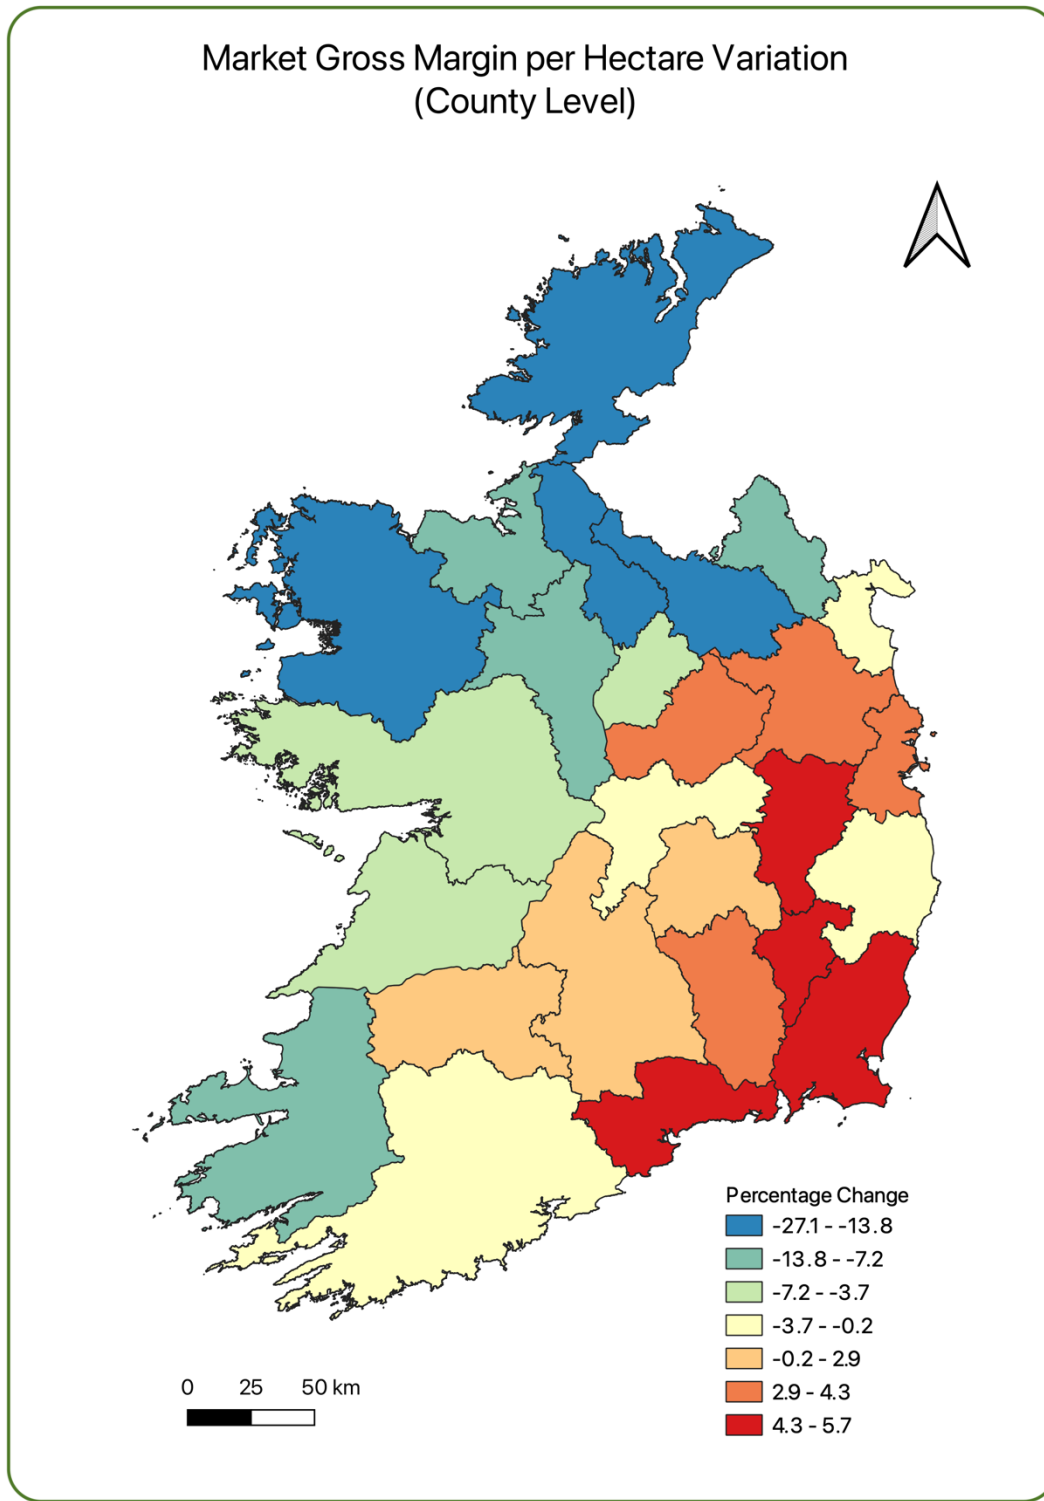 Market Gross Margin per Hectare Variation
(County Level)
Percentage Change
-27.1 - -13.8
-13.8 - -7.2
-7.2 - -3.7
-3.7 - -0.2
-0.2 - 2.9
2.9 - 4.3
4.3 - 5.7
0 25 50 km